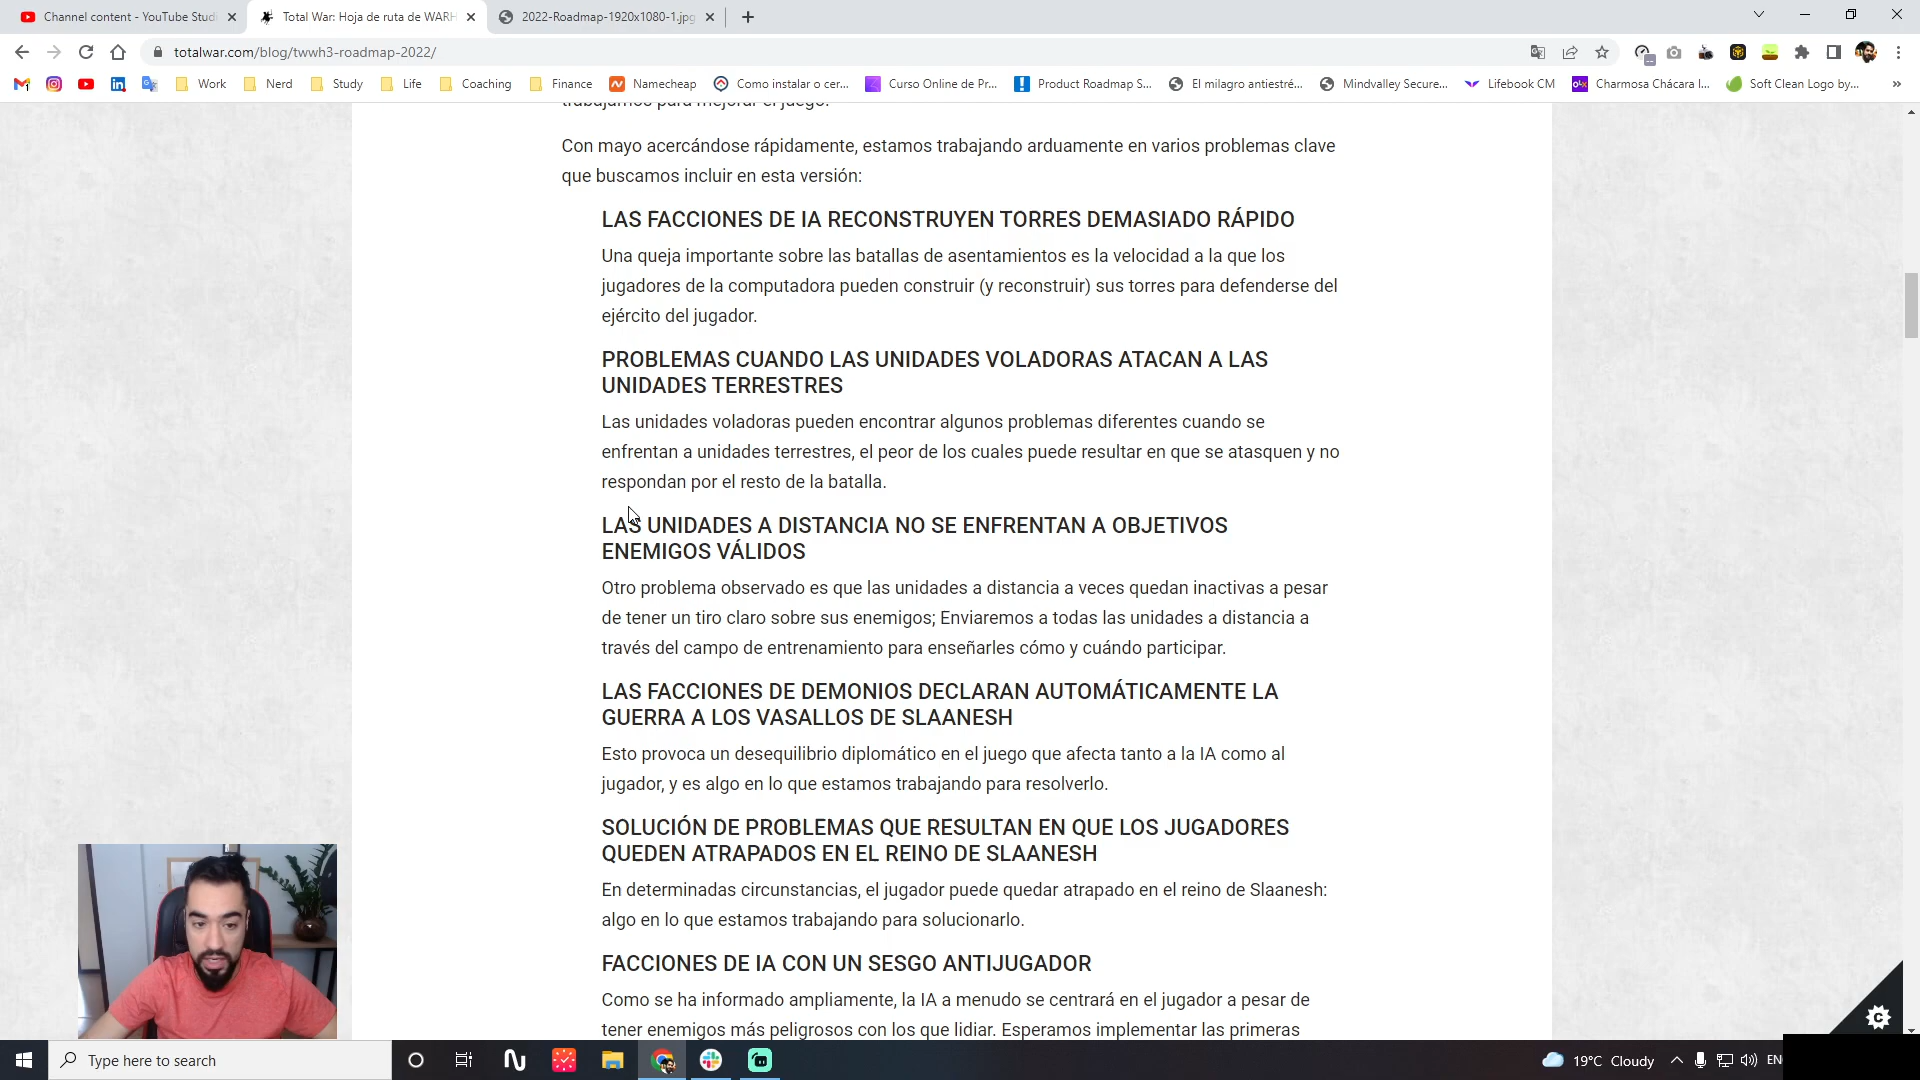 Channel content - YouTube Studi
Total War: Hoja de ruta de WARH
2022-Roadmap-1920x1080-1.jpg
totalwar.com/blog/twwh3-roadmap-2022/
Work
Nerd
Study
Life
Coaching
Finance
Namecheap
Como instalar o cer...
Curso Online de Pr...
Product Roadmap S...
El milagro antiestré...
Mindvalley Secure...
Lifebook CM
Charmosa Chácara I...
Soft Clean Logo by...
trabajamos para mejorar el juego.
Con mayo acercándose rápidamente, estamos trabajando arduamente en varios problemas clave
que buscamos incluir en esta versión:
LAS FACCIONES DE IA RECONSTRUYEN TORRES DEMASIADO RÁPIDO
Una queja importante sobre las batallas de asentamientos es la velocidad a la que los
jugadores de la computadora pueden construir (y reconstruir) sus torres para defenderse del
ejército del jugador.
PROBLEMAS CUANDO LAS UNIDADES VOLADORAS ATACAN A LAS
UNIDADES TERRESTRES
Las unidades voladoras pueden encontrar algunos problemas diferentes cuando se
enfrentan a unidades terrestres, el peor de los cuales puede resultar en que se atasquen y no
respondan por el resto de la batalla.
LAS UNIDADES A DISTANCIA NO SE ENFRENTAN A OBJETIVOS
ENEMIGOS VÁLIDOS
Otro problema observado es que las unidades a distancia a veces quedan inactivas a pesar
de tener un tiro claro sobre sus enemigos; Enviaremos a todas las unidades a distancia a
través del campo de entrenamiento para enseñarles cómo y cuándo participar.
LAS FACCIONES DE DEMONIOS DECLARAN AUTOMÁTICAMENTE LA
GUERRA A LOS VASALLOS DE SLAANESH
Esto provoca un desequilibrio diplomático en el juego que afecta tanto a la IA como al
jugador, y es algo en lo que estamos trabajando para resolverlo.
SOLUCIÓN DE PROBLEMAS QUE RESULTAN EN QUE LOS JUGADORES
QUEDEN ATRAPADOS EN EL REINO DE SLAANESH
En determinadas circunstancias, el jugador puede quedar atrapado en el reino de Slaanesh:
algo en lo que estamos trabajando para solucionarlo.
FACCIONES DE IA CON UN SESGO ANTIJUGADOR
Como se ha informado ampliamente, la IA a menudo se centrará en el jugador a pesar de
tener enemigos más peligrosos con los que lidiar. Esperamos implementar las primeras
Type here to search
19°C Cloudy
EN